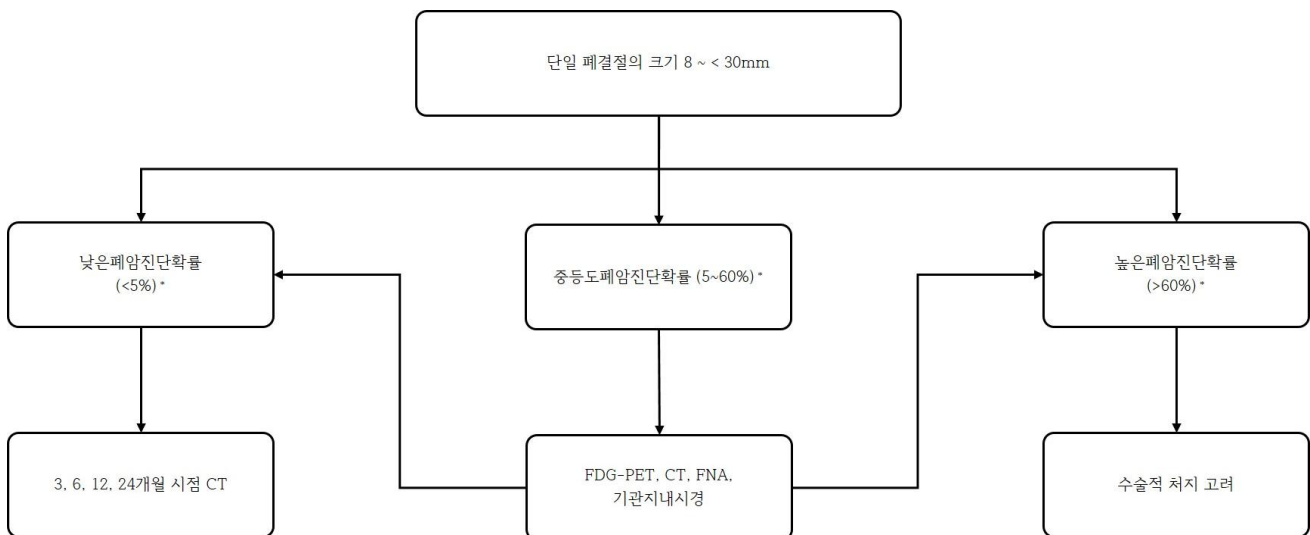 단일 폐결절의 크기 8 ~ < 30mm
낮은폐암진단확률
(<5%) *
중등도폐암진단확률 (5~60%) *
높은폐암진단확률
(>60%) *
3, 6, 12, 24개월 시점 CT
FDG-PET, CT, FNA,
기관지내시경
수술적 처지 고려